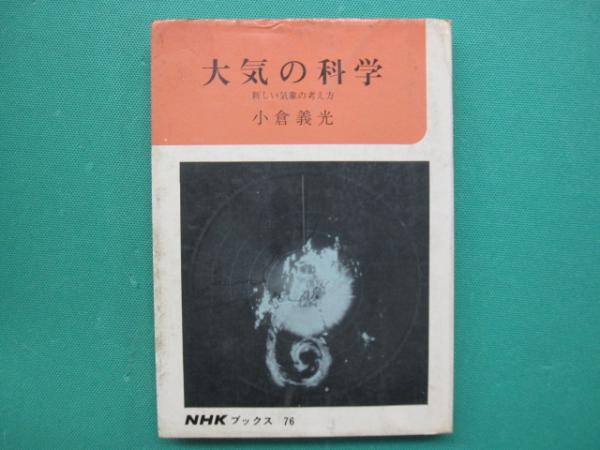 大気の科学
新しい気象の考え方
小倉義光
NHKブックス 76